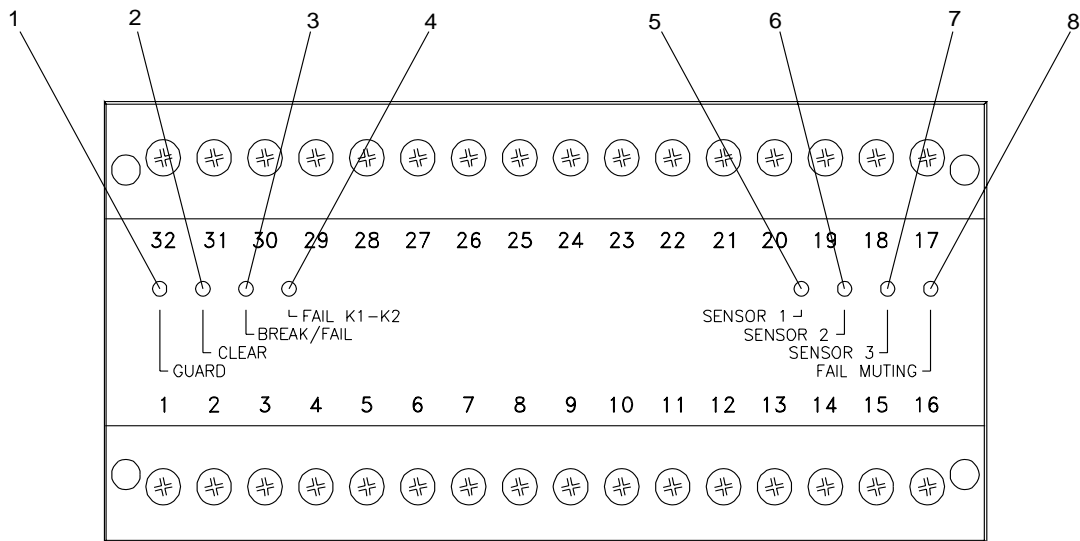 1 2 3 4 5 6 7 8
32 31 30 29 28 27 26 25 24 23 22 21 20 19 18 17
FAIL K1-K2 SENSOR 1
BREAK/FAIL SENSOR 2
CLEAR SENSOR 3
GUARD FAIL MUTING
1 2 3 4 5 6 7 8 9 10 11 12 13 14 15 16